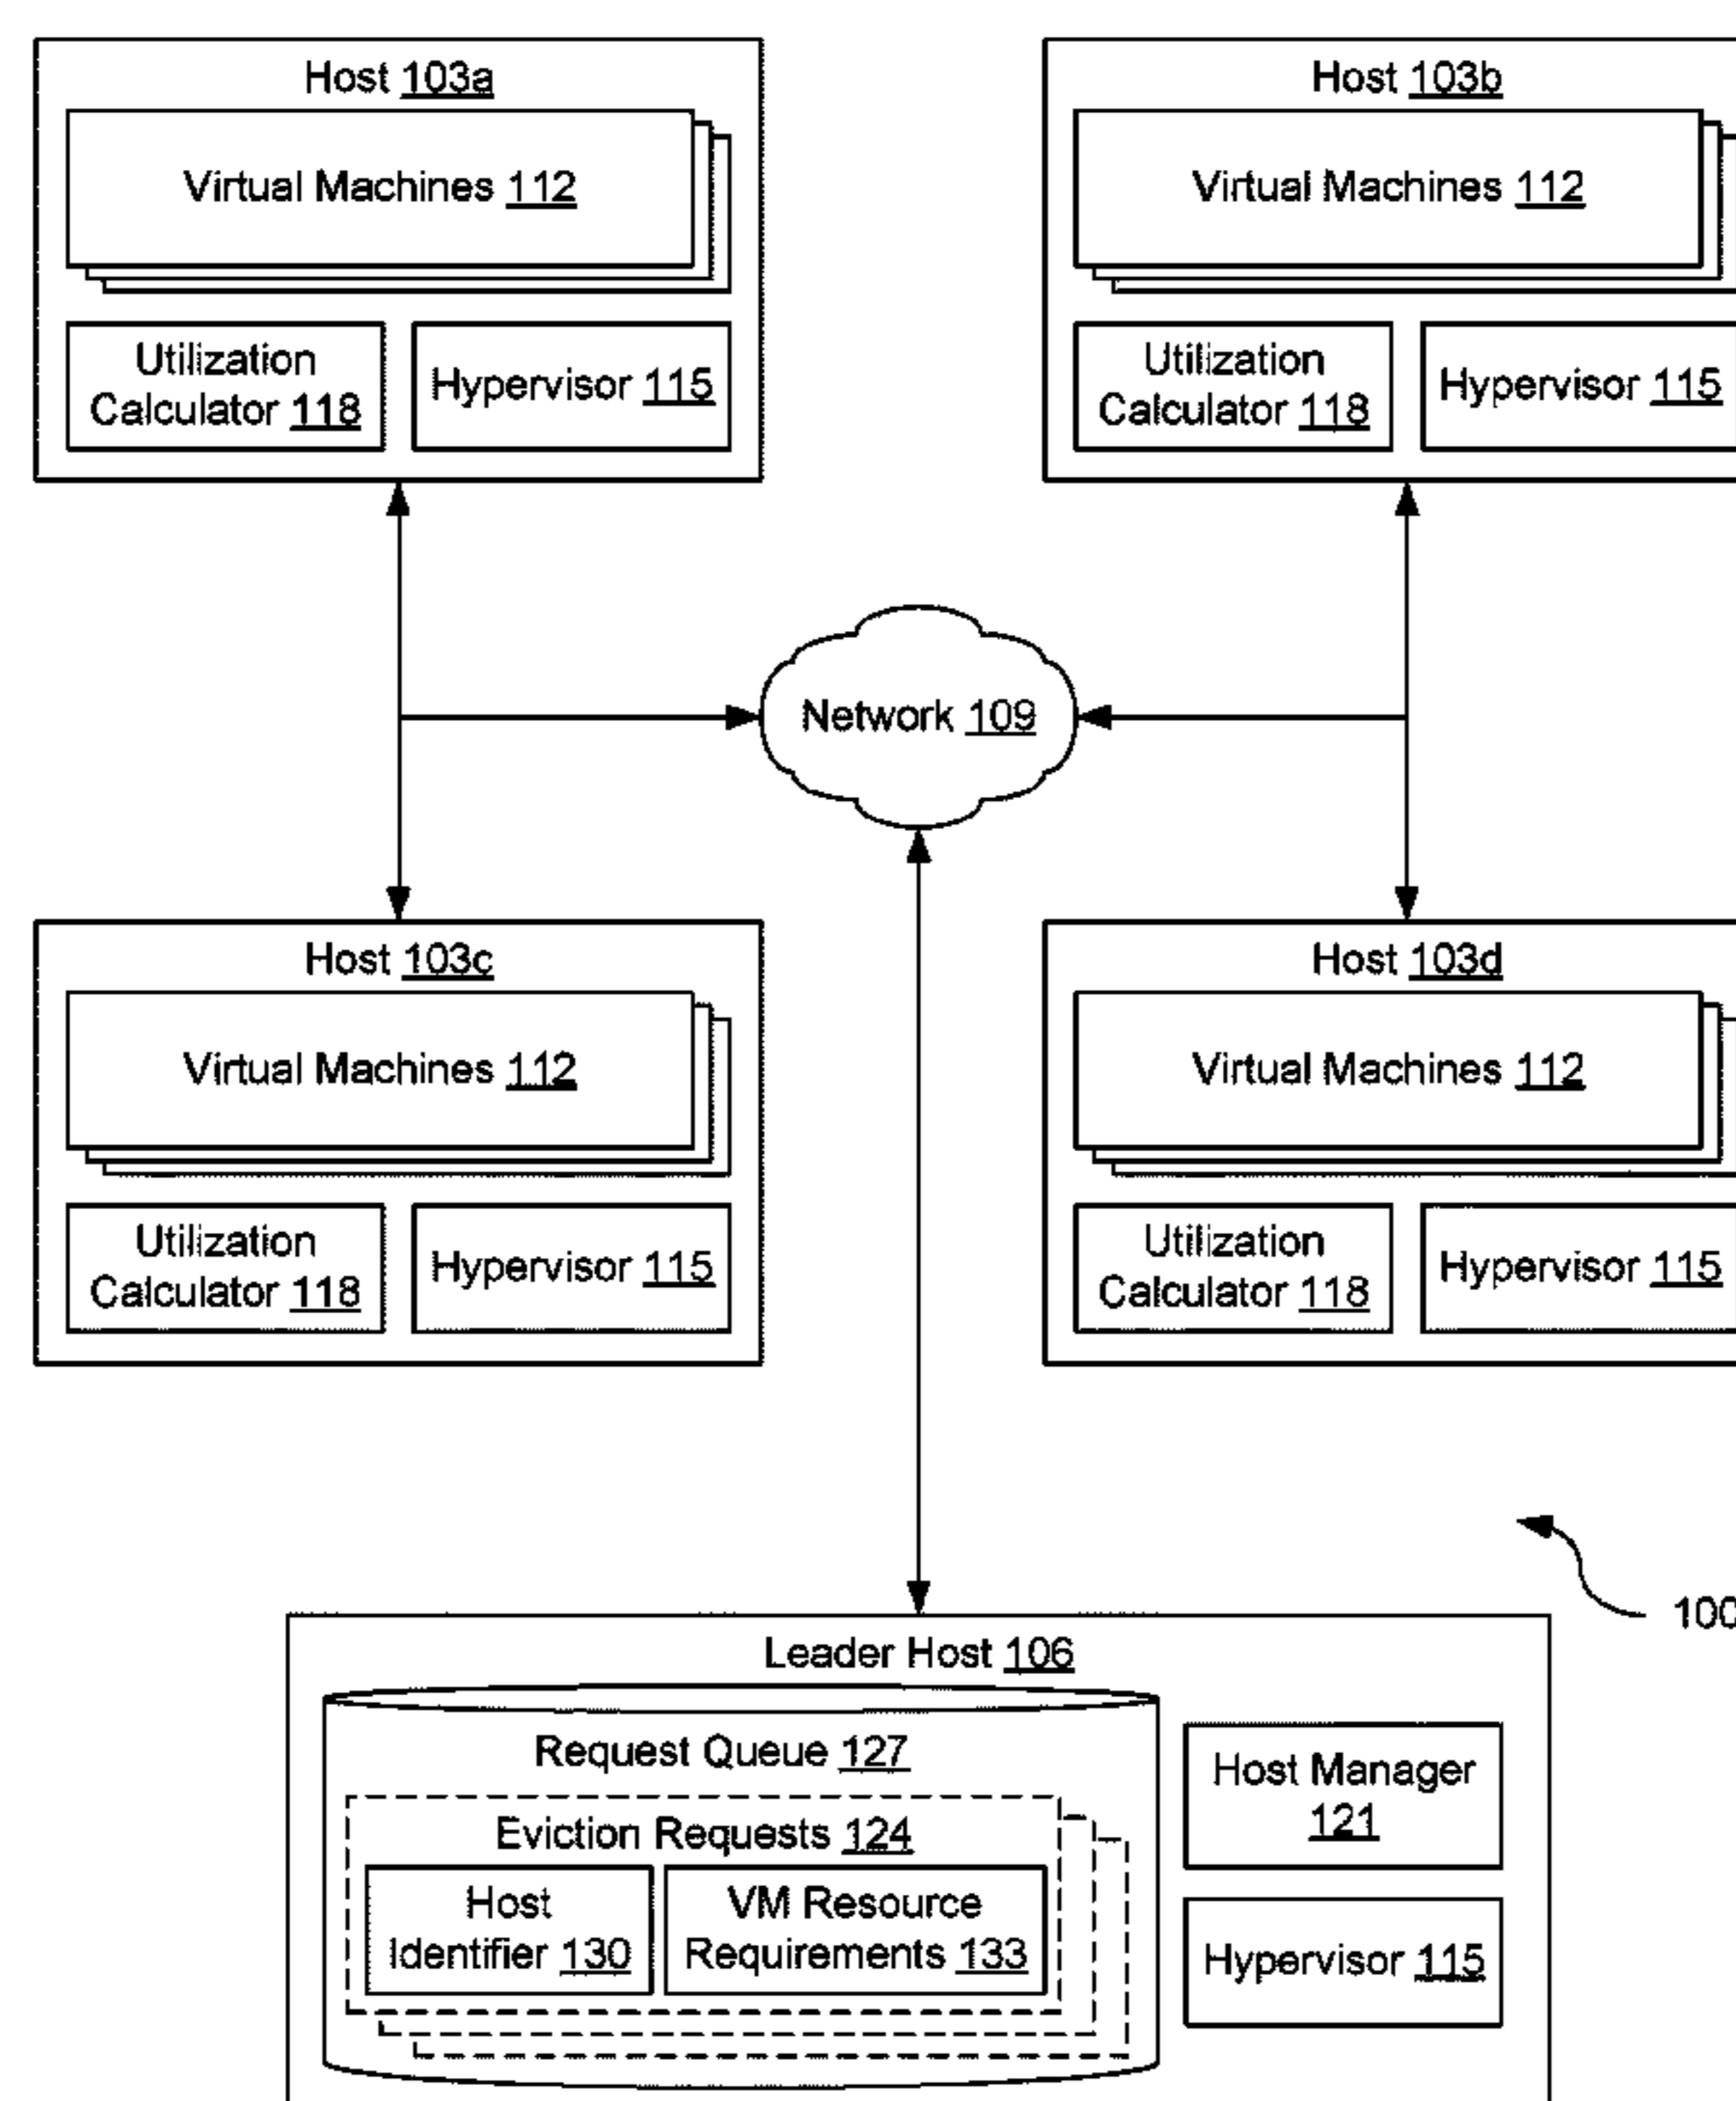 Host 103a
Virtual Machines 112
Utilization
Calculator 118
Hypervisor 115
Host 103b
Virtual Machines 112
Utilization
Calculator 118
Hypervisor 115
Network 109
Host 103c
Virtual Machines 112
Utilization
Calculator 118
Hypervisor 115
Host 103d
Virtual Machines 112
Utilization
Calculator 118
Hypervisor 115
100
Leader Host 106
Request Queue 127
Eviction Requests 124
Host
Identifier 130
VM Resource
Requirements 133
Host Manager
121
Hypervisor 115